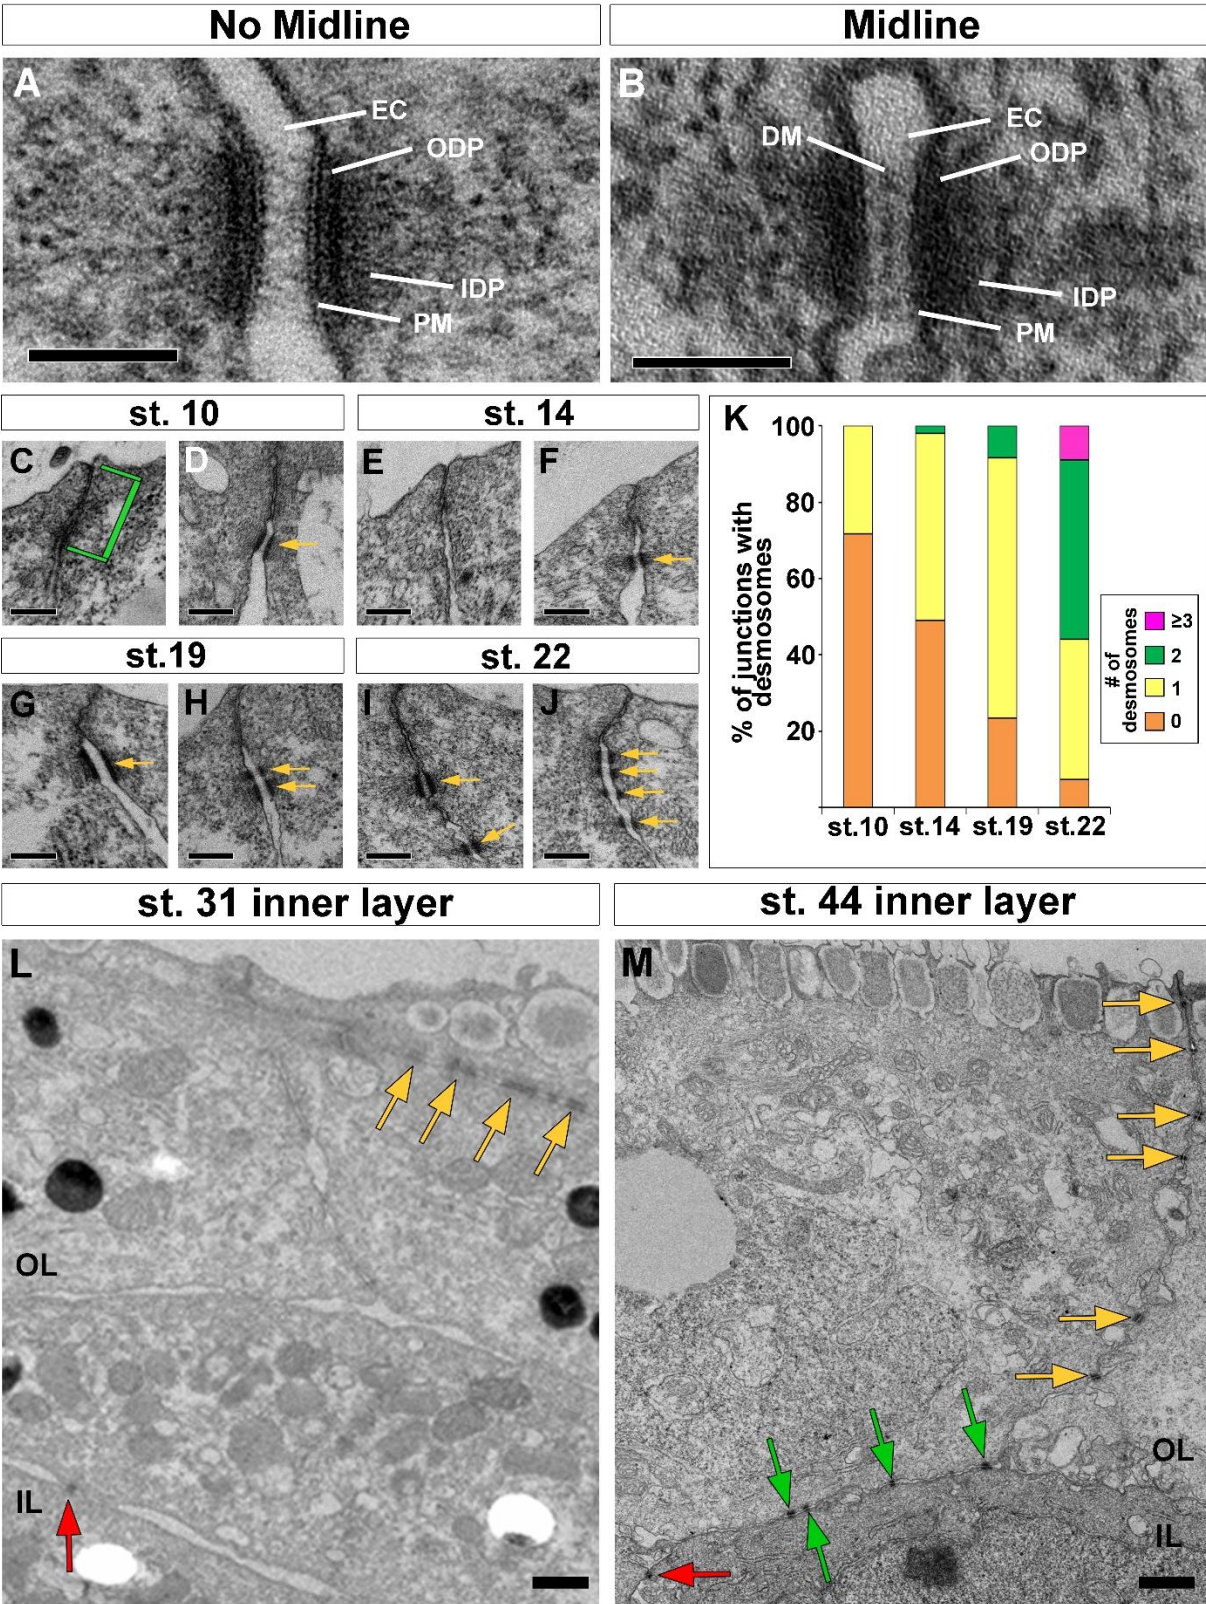 No Midline
Midline
A
EC
ODP
IDP
PM
B
DM
EC
ODP
IDP
PM
st. 10
st. 14
C
D
E
F
st.19
st. 22
G
H
I
J
K
% of junctions with
desmosomes
100
80
60
40
20
st.10
st.14
st.19
st.22
# of
desmosomes
≥3
2
1
0
st. 31 inner layer
st. 44 inner layer
L
OL
IL
M
OL
IL